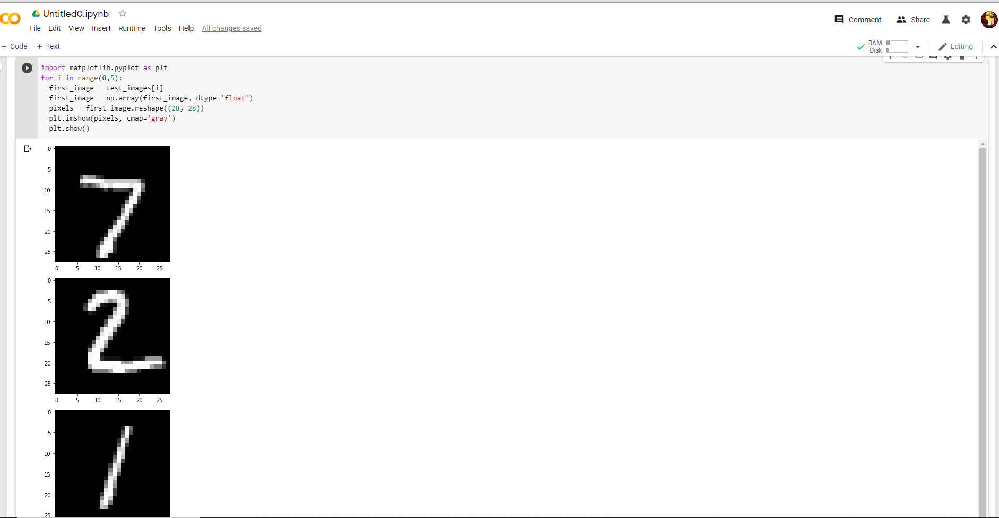 Untitled0.ipynb
File Edit View Insert Runtime Tools Help All changes saved
Comment Share
+ Code + Text
RAM
Disk
Editing
import matplotlib.pyplot as plt
for i in range(0,5):
first_image = test_images[i]
first_image = np.array(first_image, dtype='float')
pixels = first_image.reshape((28, 28))
plt.imshow(pixels, cmap='gray')
plt.show()
0
5
10
15
20
25
0 5 10 15 20 25
7
0
5
10
15
20
25
0 5 10 15 20 25
2
0
5
10
15
20
25
1